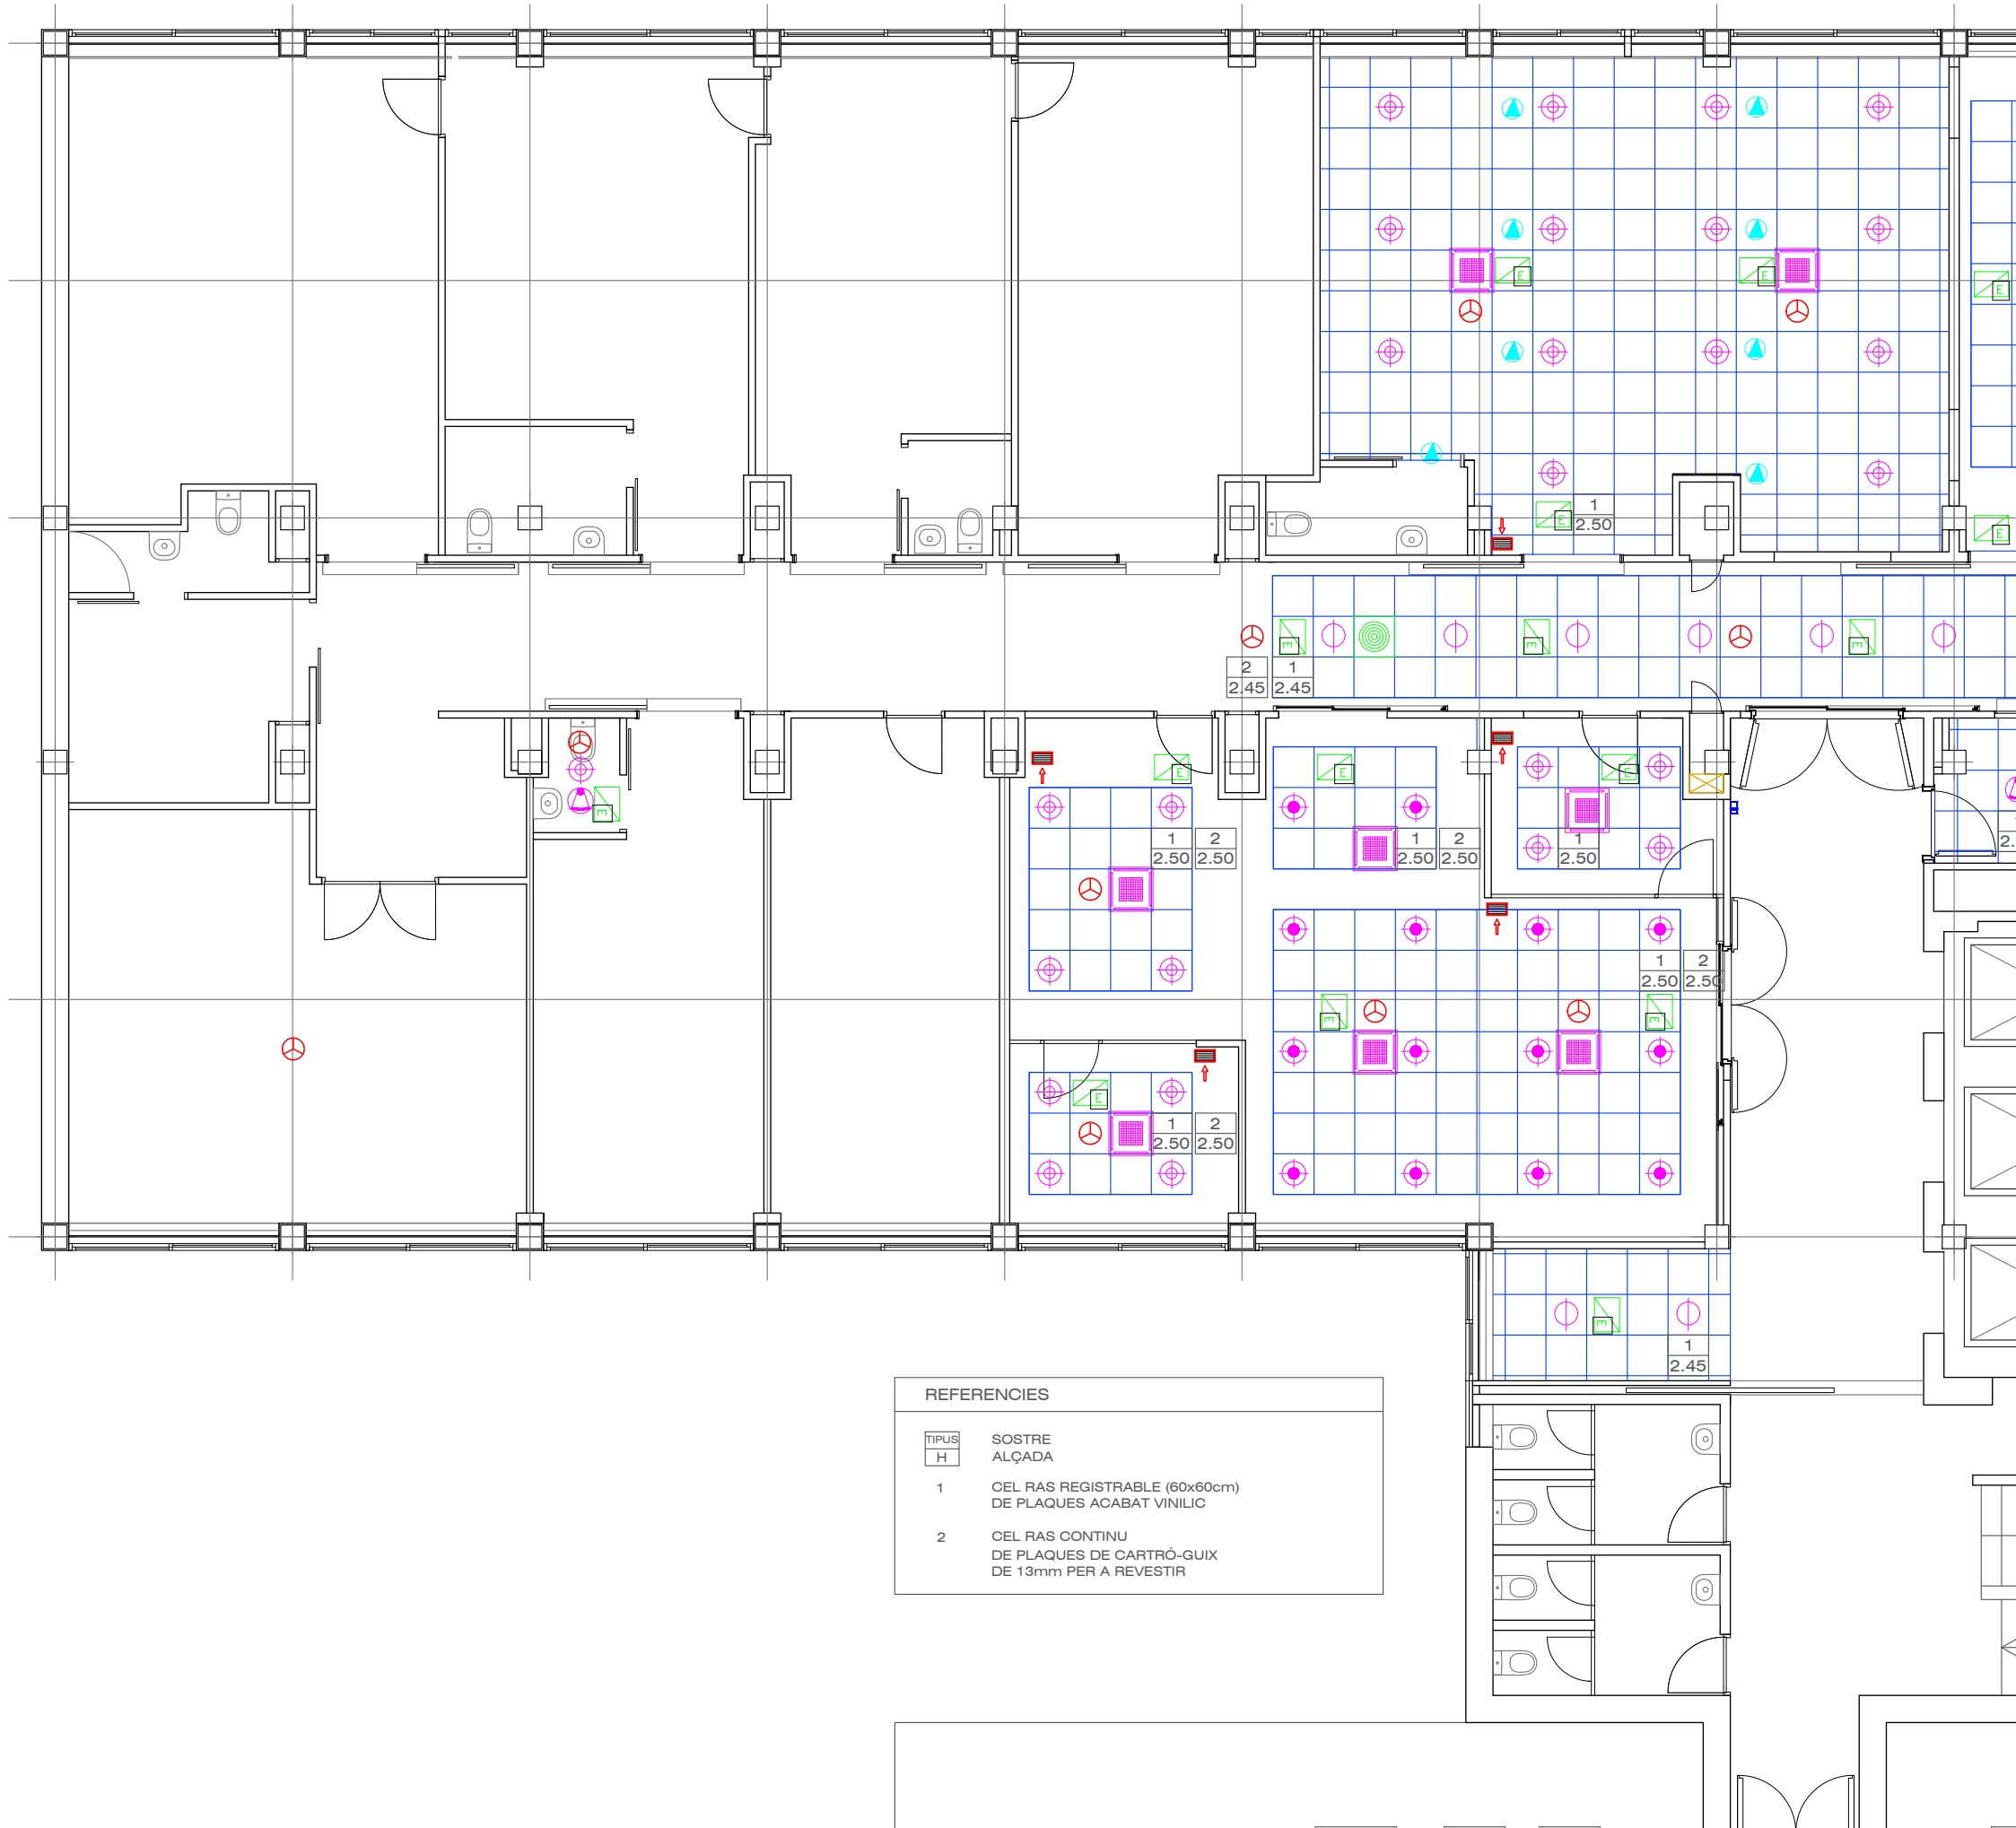 E E
E
E
1
2.50 E
E
E E E
2 1
2.45 2.45
E E E E
1 2 1 2 1
2.50 2.50 2.50 2.50 2.50
1 2
2.50 2.50
E E
E
1 2
2.50 2.50
E
1
2.45
REFERENCIES
TIPUS SOSTRE
H ALÇADA
1 CEL RAS REGISTRABLE (60x60cm)
DE PLAQUES ACABAT VINILIC
2 CEL RAS CONTINU
DE PLAQUES DE CARTRÓ-GUIX
DE 13mm PER A REVESTIR